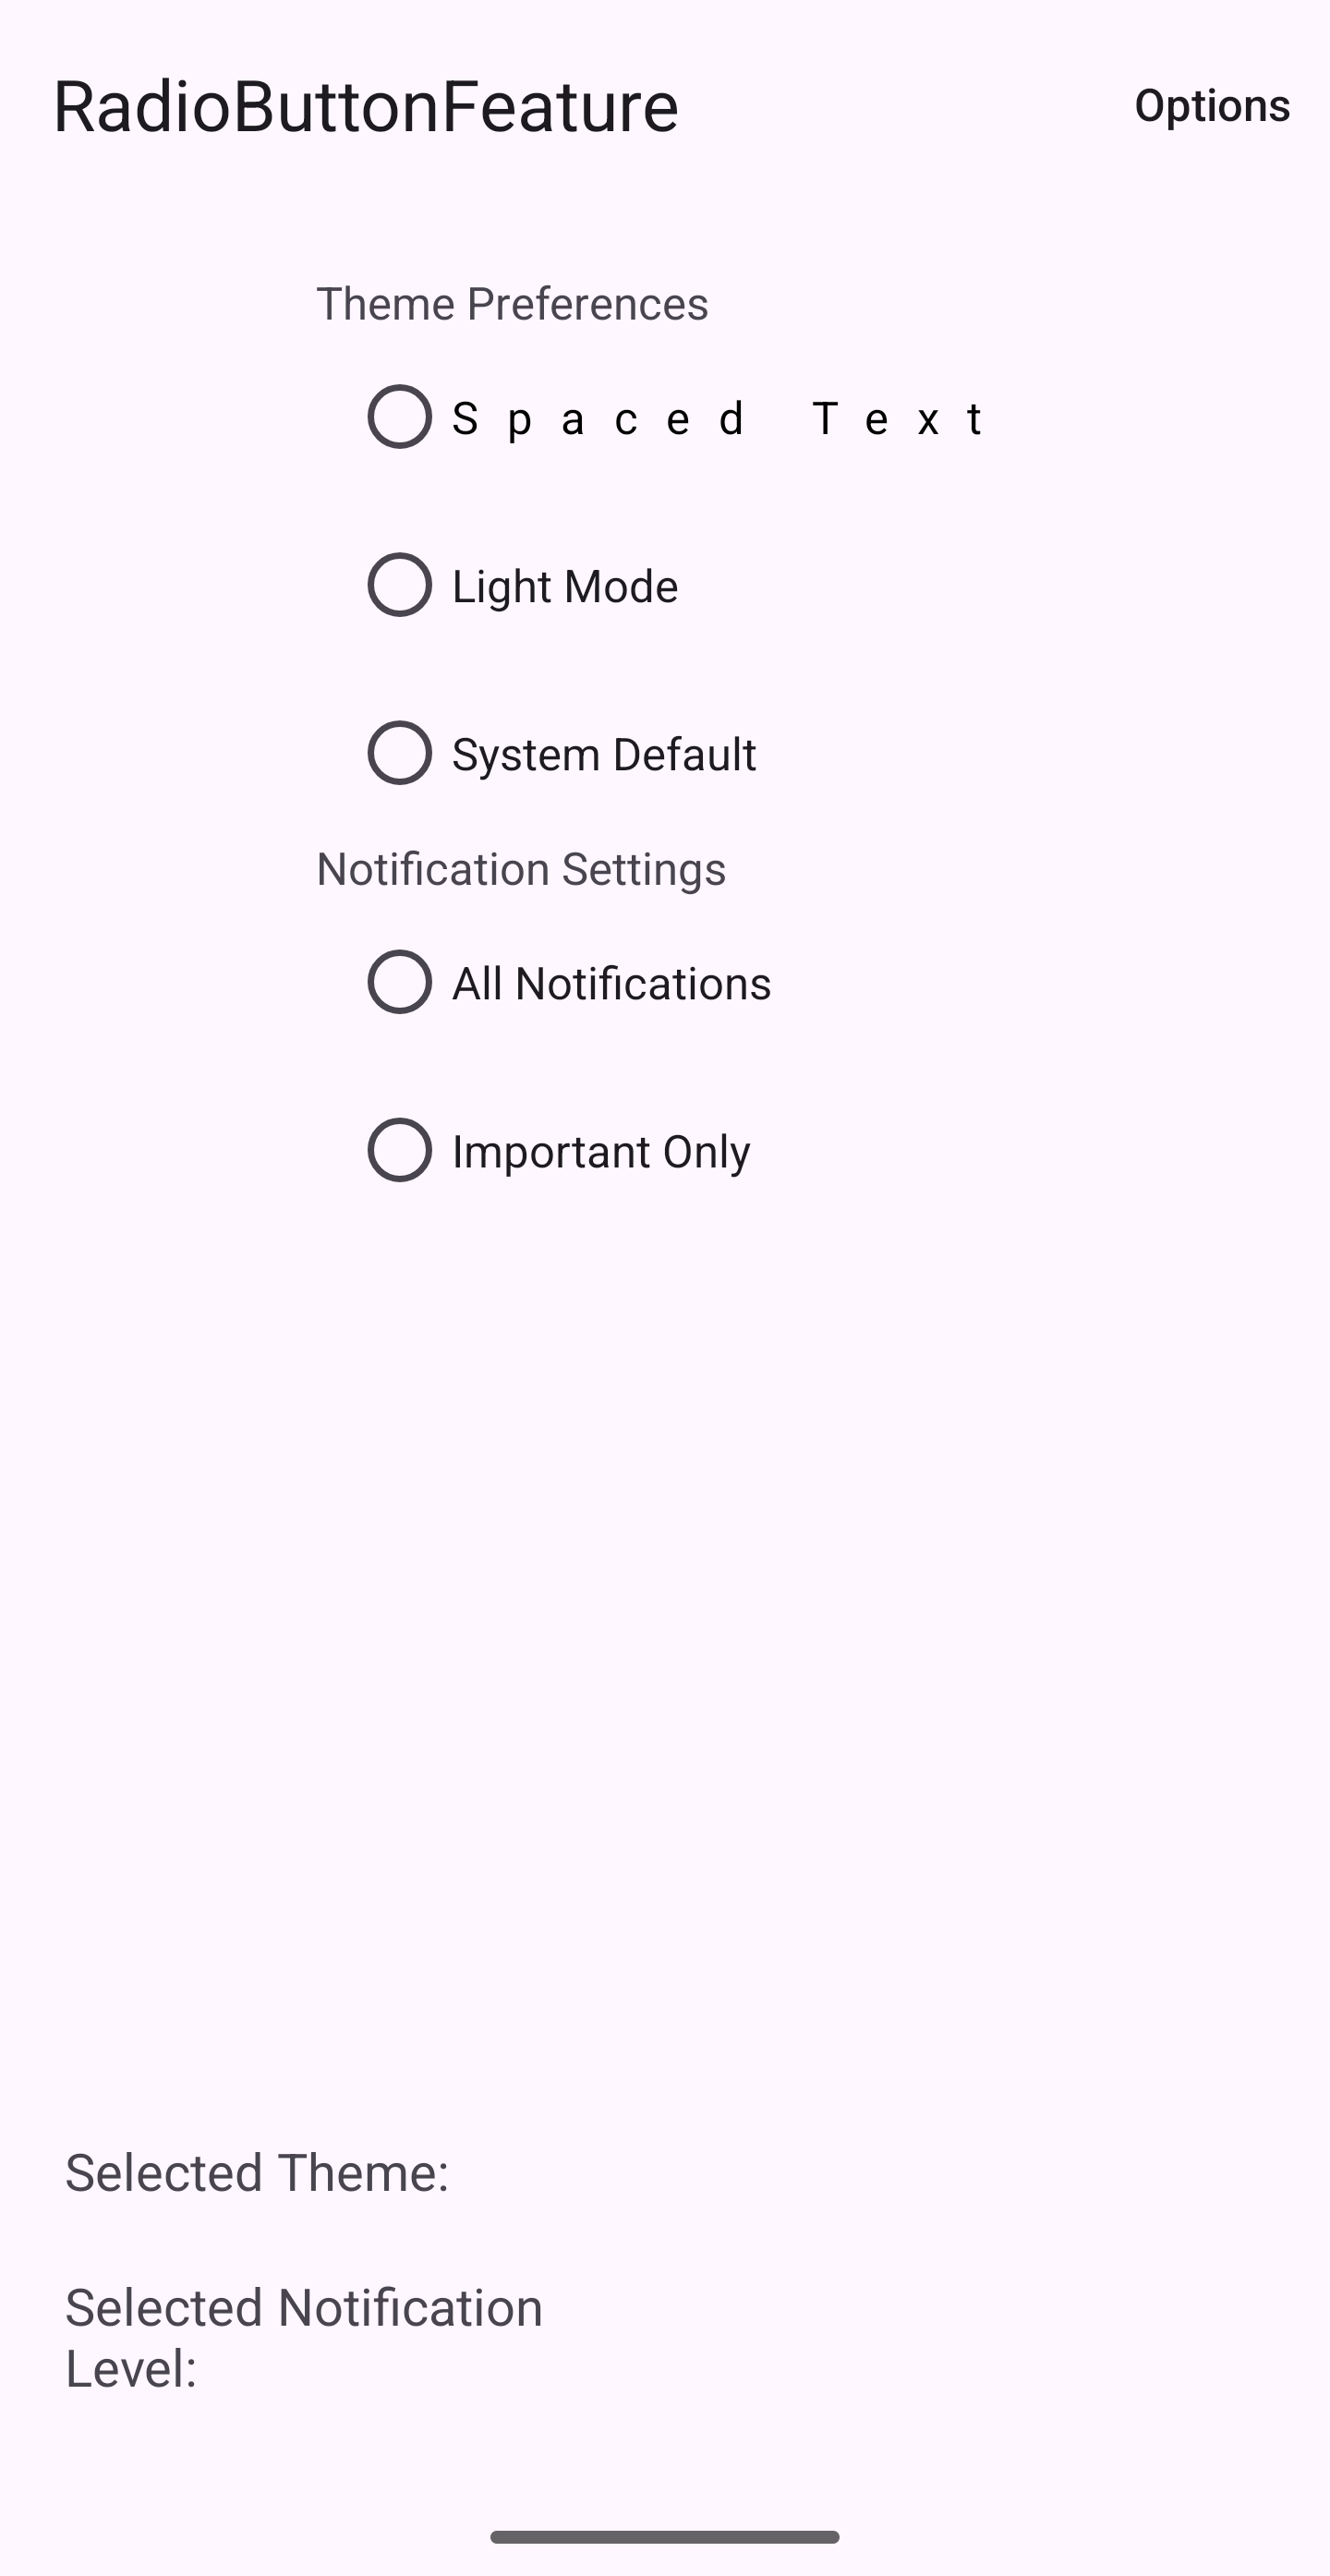 RadioButtonFeature
Options
Theme Preferences
S p a c e d  T e x t
Light Mode
System Default
Notification Settings
All Notifications
Important Only
Selected Theme:
Selected Notification
Level: